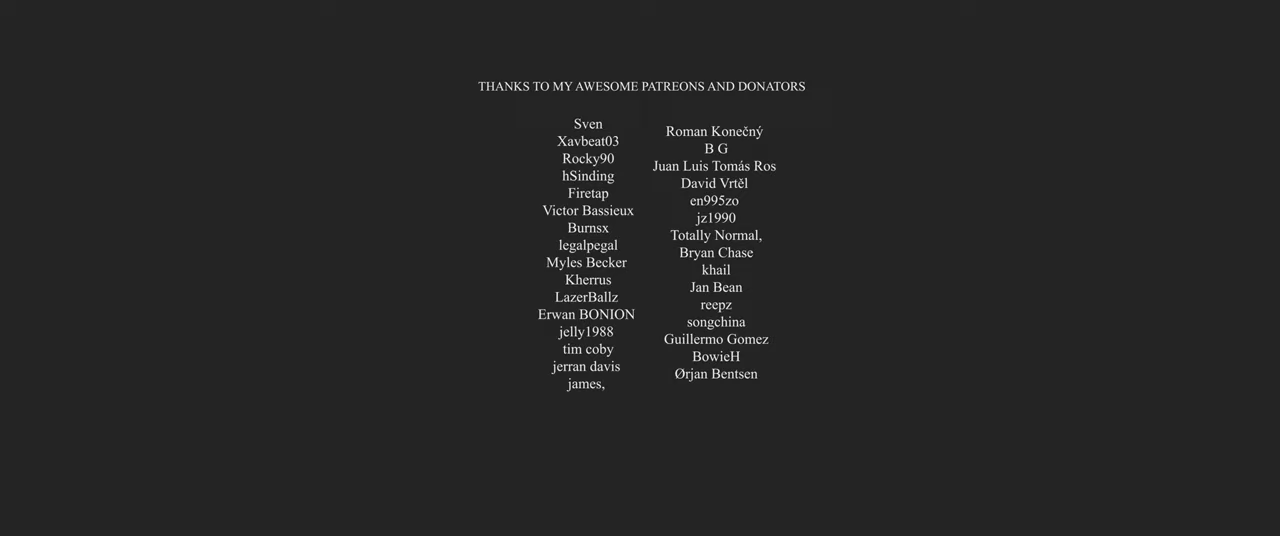 THANKS TO MY AWESOME PATREONS AND DONATORS
Sven
Xavbeat03
Rocky90
hSinding
Firetap
Victor Bassieux
Burnsx
legalpegal
Myles Becker
Kherrus
LazerBallz
Erwan BONION
jelly1988
tim coby
jerran davis
james,
Roman Konečný
B G
Juan Luis Tomás Ros
David Vrtěl
en995zo
jz1990
Totally Normal,
Bryan Chase
khail
Jan Bean
reepz
songchina
Guillermo Gomez
BowieH
Ørjan Bentsen